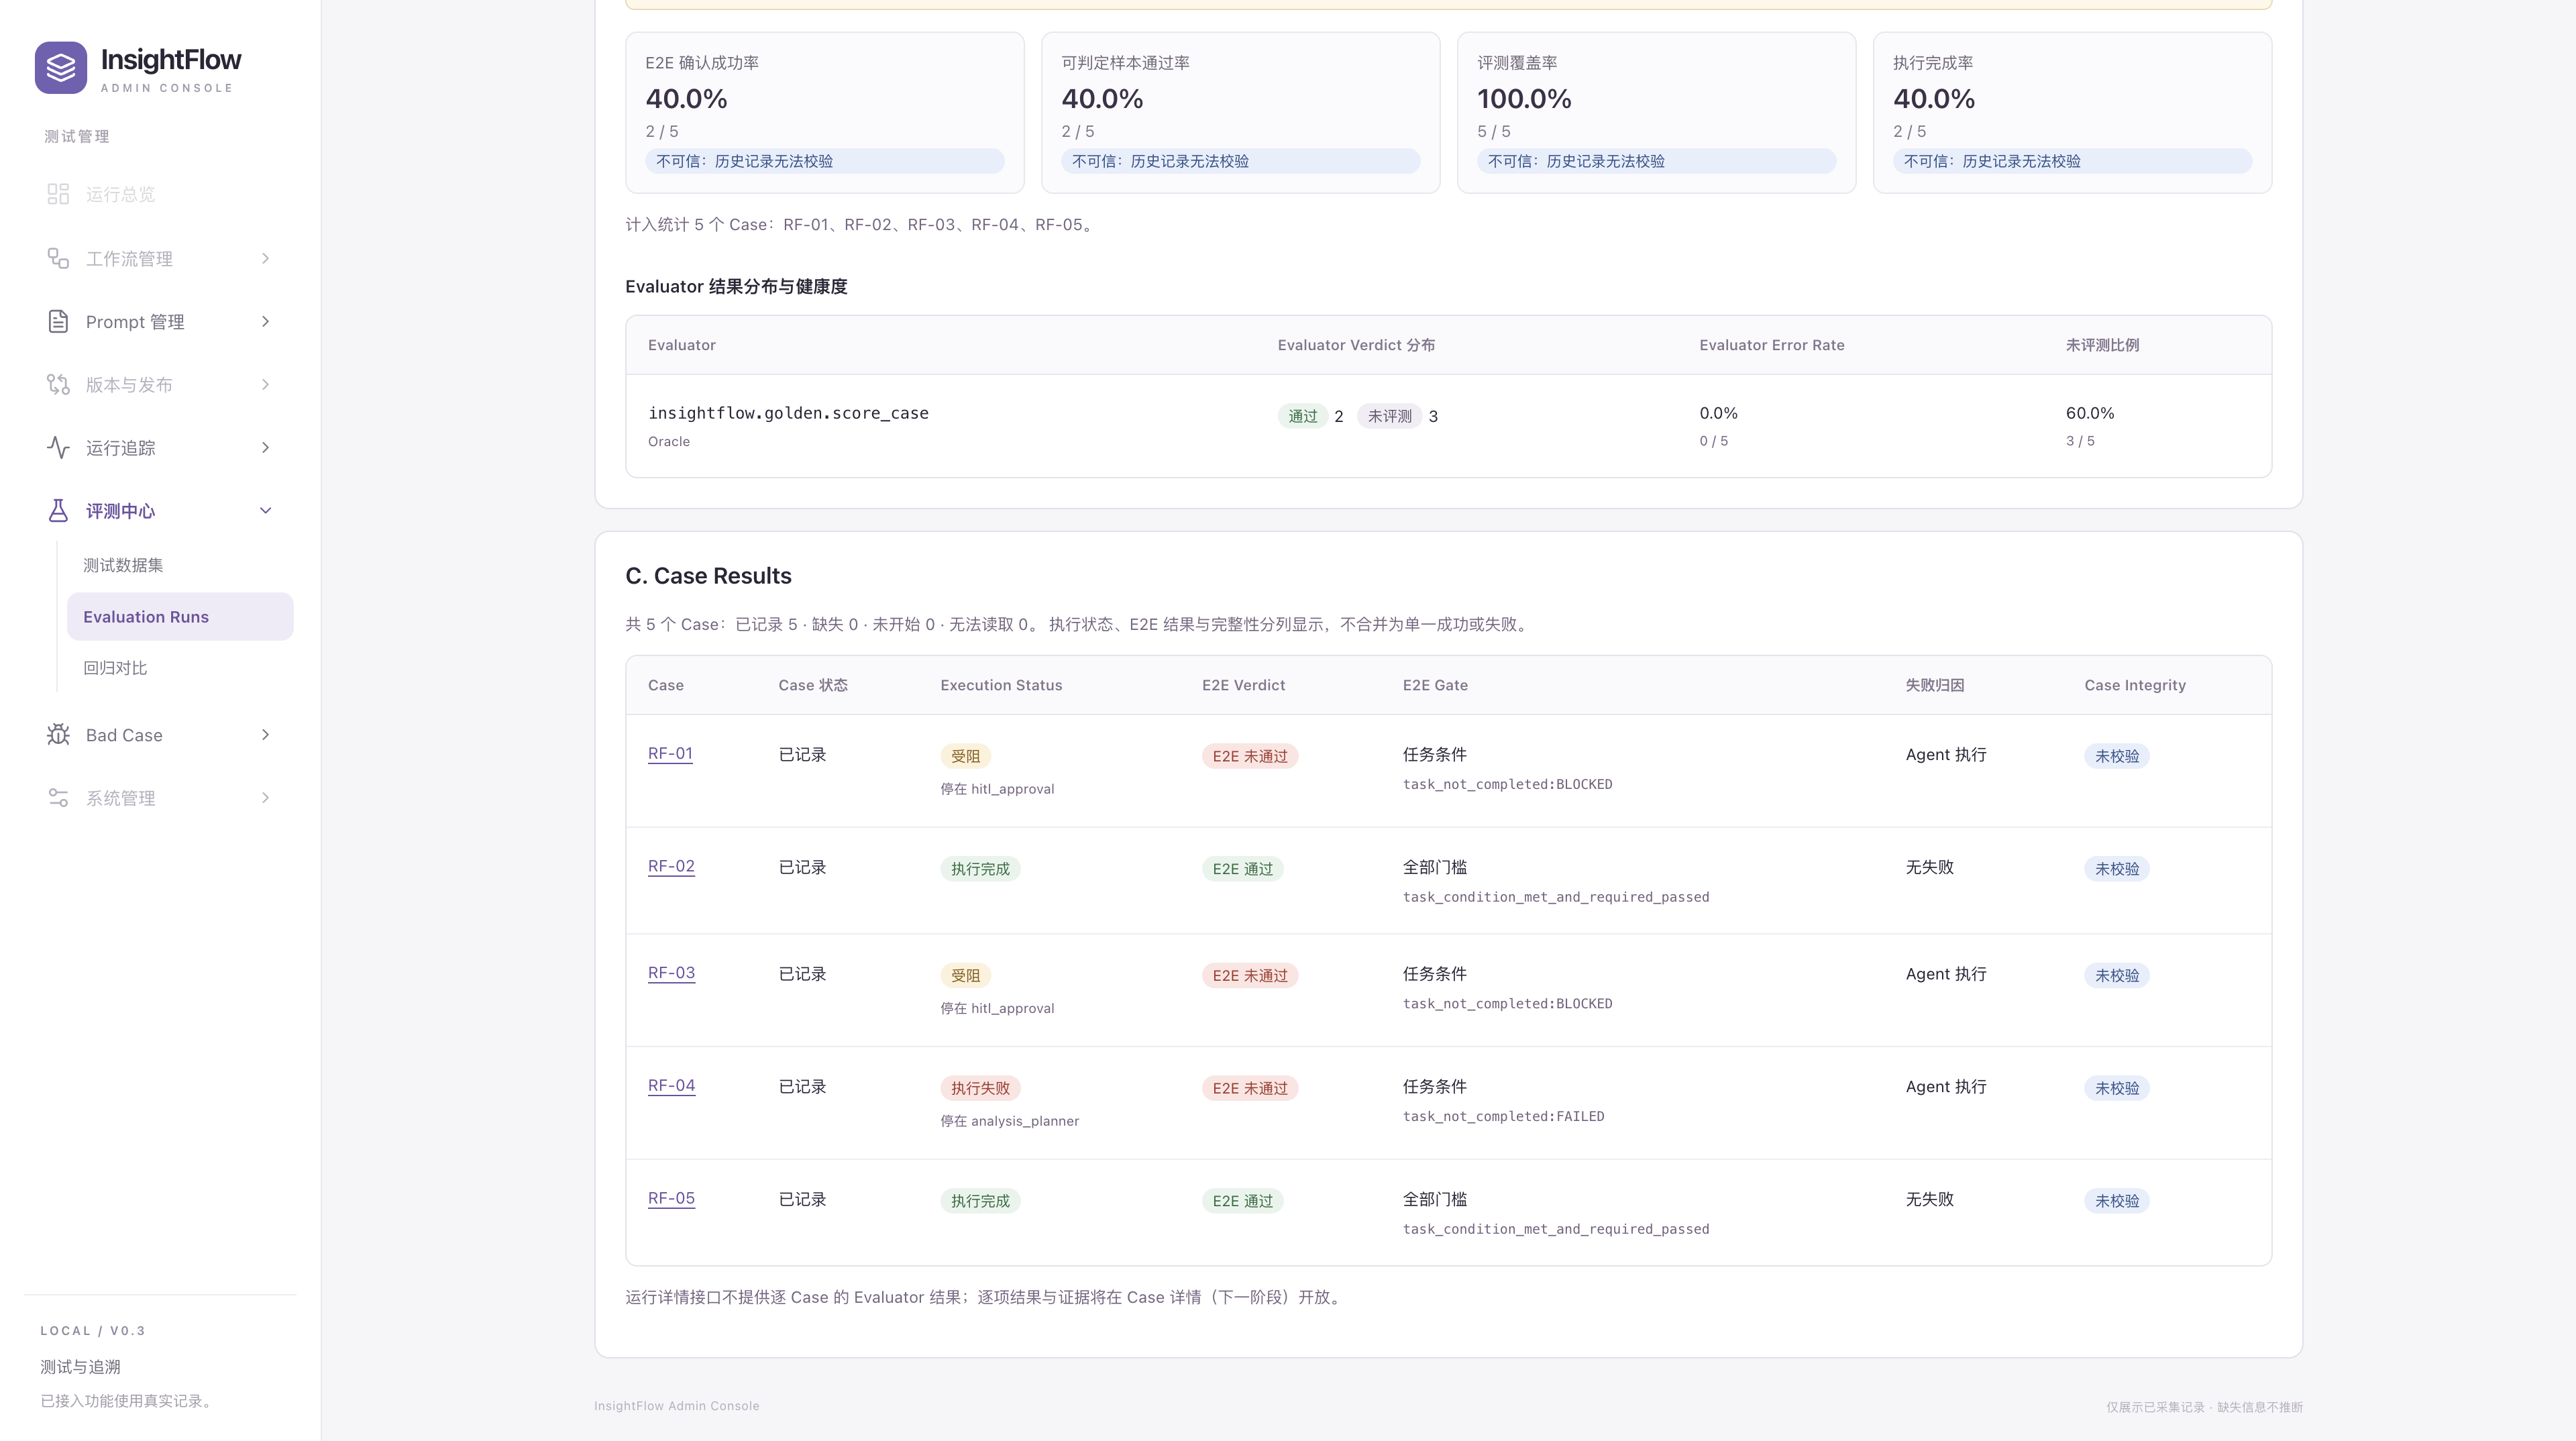 InsightFlow
ADMIN CONSOLE
测试管理
运行总览
工作流管理
Prompt 管理
版本与发布
运行追踪
评测中心
测试数据集
Evaluation Runs
回归对比
Bad Case
系统管理
LOCAL / V0.3
测试与追溯
已接入功能使用真实记录。
E2E 确认成功率
40.0%
2 / 5
不可信：历史记录无法校验
可判定样本通过率
40.0%
2 / 5
不可信：历史记录无法校验
评测覆盖率
100.0%
5 / 5
不可信：历史记录无法校验
执行完成率
40.0%
2 / 5
不可信：历史记录无法校验
计入统计 5 个 Case：RF-01、RF-02、RF-03、RF-04、RF-05。
Evaluator 结果分布与健康度
Evaluator Evaluator Verdict 分布 Evaluator Error Rate 未评测比例
insightflow.golden.score_case 通过 2 未评测 3 0.0% 60.0%
Oracle 0 / 5 3 / 5
C. Case Results
共 5 个 Case：已记录 5 · 缺失 0 · 未开始 0 · 无法读取 0。 执行状态、E2E 结果与完整性分列显示，不合并为单一成功或失败。
Case Case 状态 Execution Status E2E Verdict E2E Gate 失败归因 Case Integrity
RF-01 已记录 受阻 E2E 未通过 任务条件 Agent 执行 未校验
停在 hitl_approval task_not_completed:BLOCKED
RF-02 已记录 执行完成 E2E 通过 全部门槛 无失败 未校验
task_condition_met_and_required_passed
RF-03 已记录 受阻 E2E 未通过 任务条件 Agent 执行 未校验
停在 hitl_approval task_not_completed:BLOCKED
RF-04 已记录 执行失败 E2E 未通过 任务条件 Agent 执行 未校验
停在 analysis_planner task_not_completed:FAILED
RF-05 已记录 执行完成 E2E 通过 全部门槛 无失败 未校验
task_condition_met_and_required_passed
运行详情接口不提供逐 Case 的 Evaluator 结果；逐项结果与证据将在 Case 详情（下一阶段）开放。
InsightFlow Admin Console
仅展示已采集记录 · 缺失信息不推断